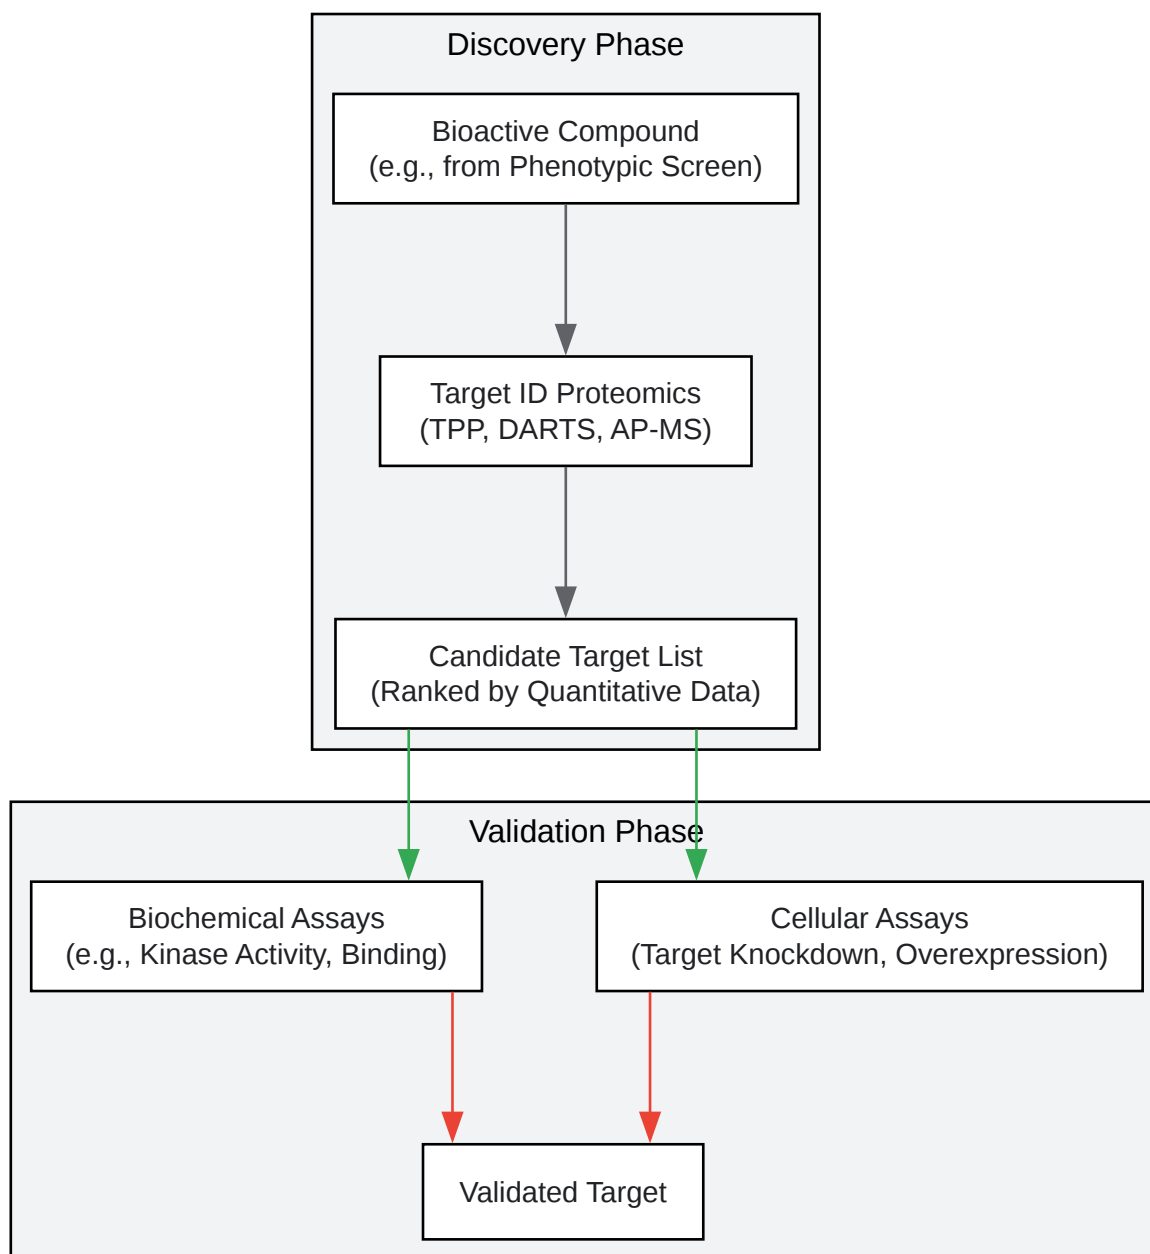 Discovery Phase
Bioactive Compound
(e.g., from Phenotypic Screen)
Target ID Proteomics
(TPP, DARTS, AP-MS)
Candidate Target List
(Ranked by Quantitative Data)
Validation Phase
Biochemical Assays
(e.g., Kinase Activity, Binding)
Cellular Assays
(Target Knockdown, Overexpression)
Validated Target